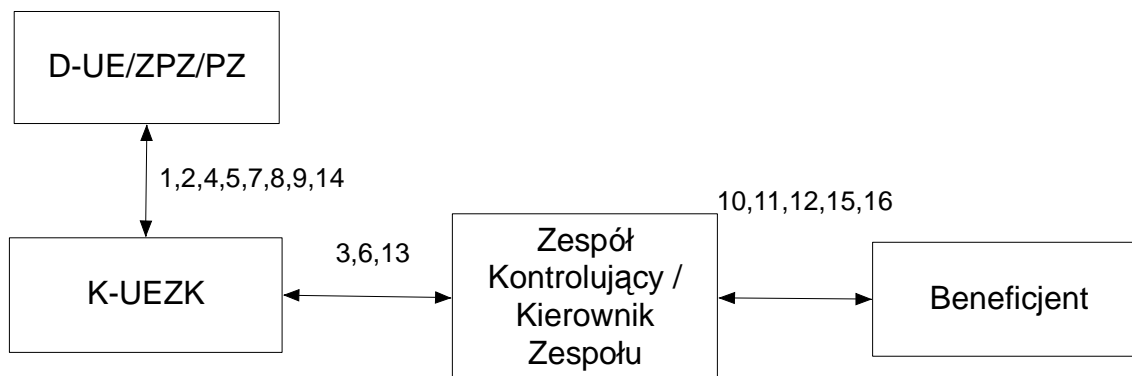 D-UE/ZPZ/PZ
1,2,4,5,7,8,9,14
K-UEZK
3,6,13
Zespół
Kontrolujący /
Kierownik
Zespołu
10,11,12,15,16
Beneficjent